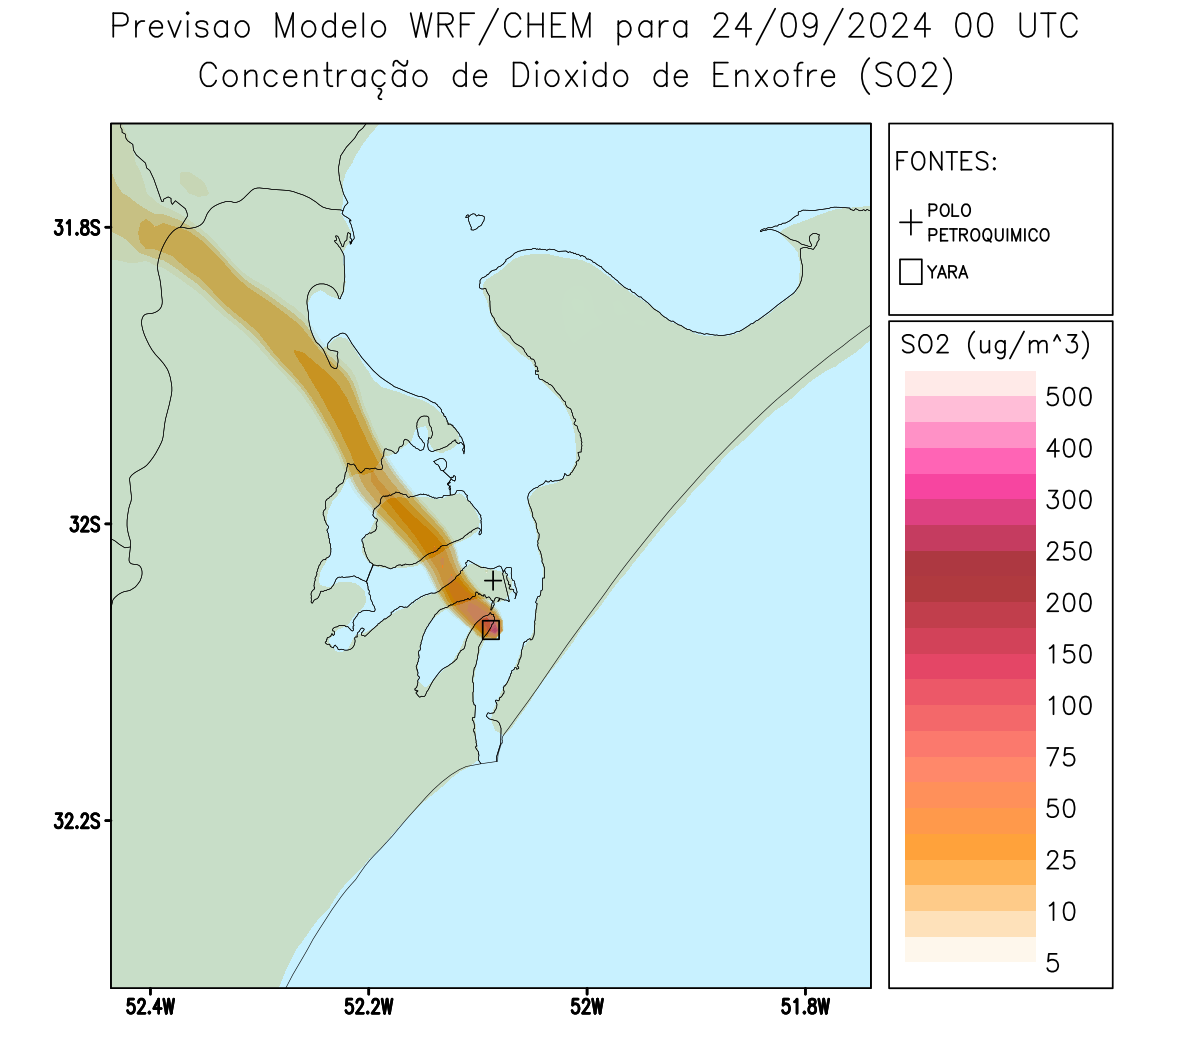 Previsao Modelo WRF/CHEM para 24/09/2024 00 UTC
Concentração de Dioxido de Enxofre (SO2)
FONTES:
POLO
PETROQUIMICO
YARA
SO2 (ug/m^3)
500
400
300
250
200
150
100
75
50
25
10
5
31.8S
32S
32.2S
52.4W
52.2W
52W
51.8W